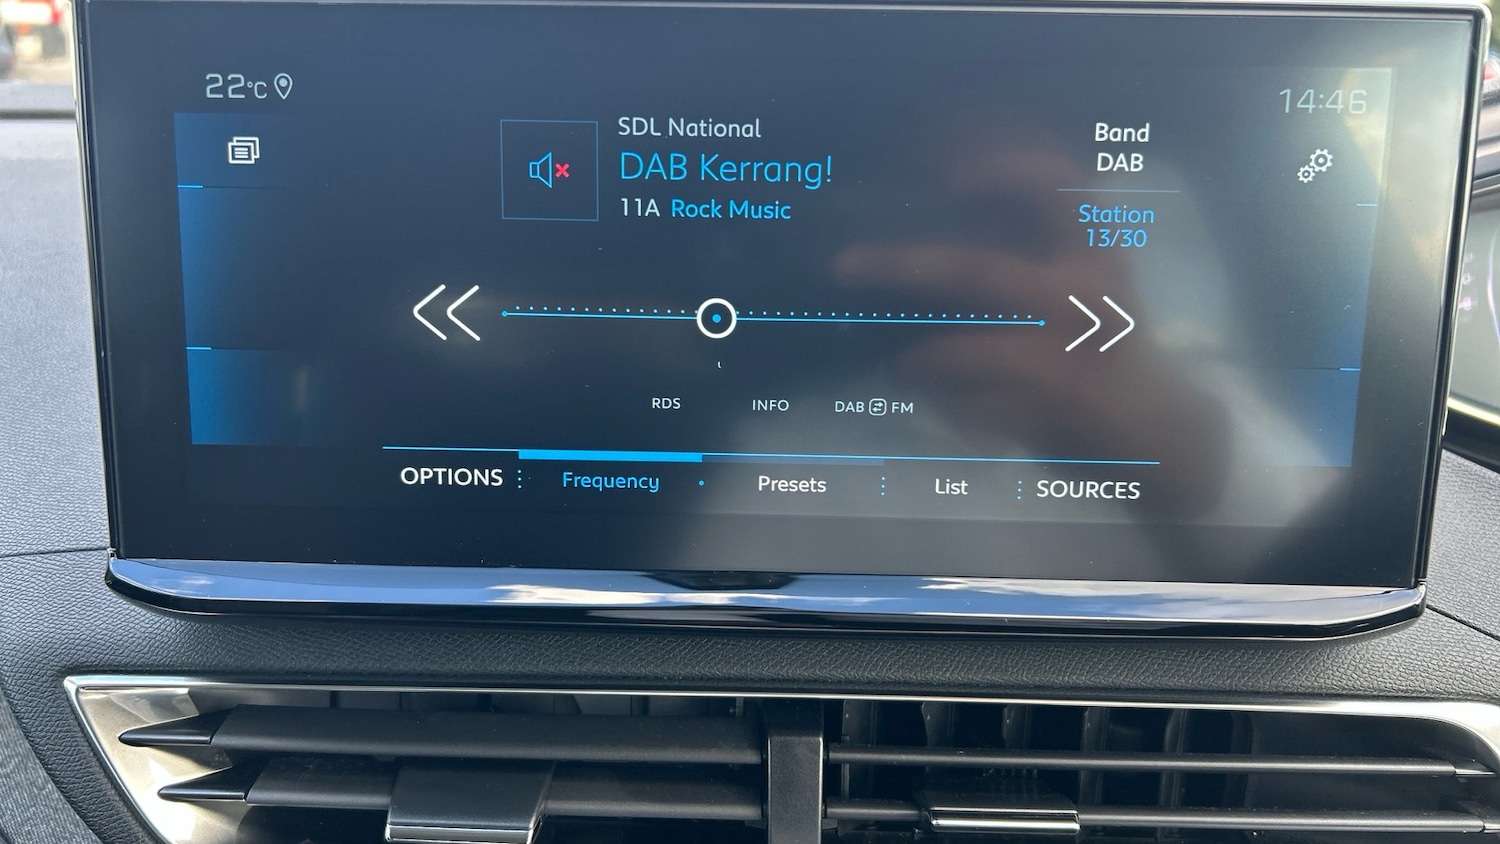 22°C
14:46
SDL National
DAB Kerrang!
11A Rock Music
Band
DAB
Station
13/30
RDS INFO DAB FM
OPTIONS Frequency Presets List SOURCES